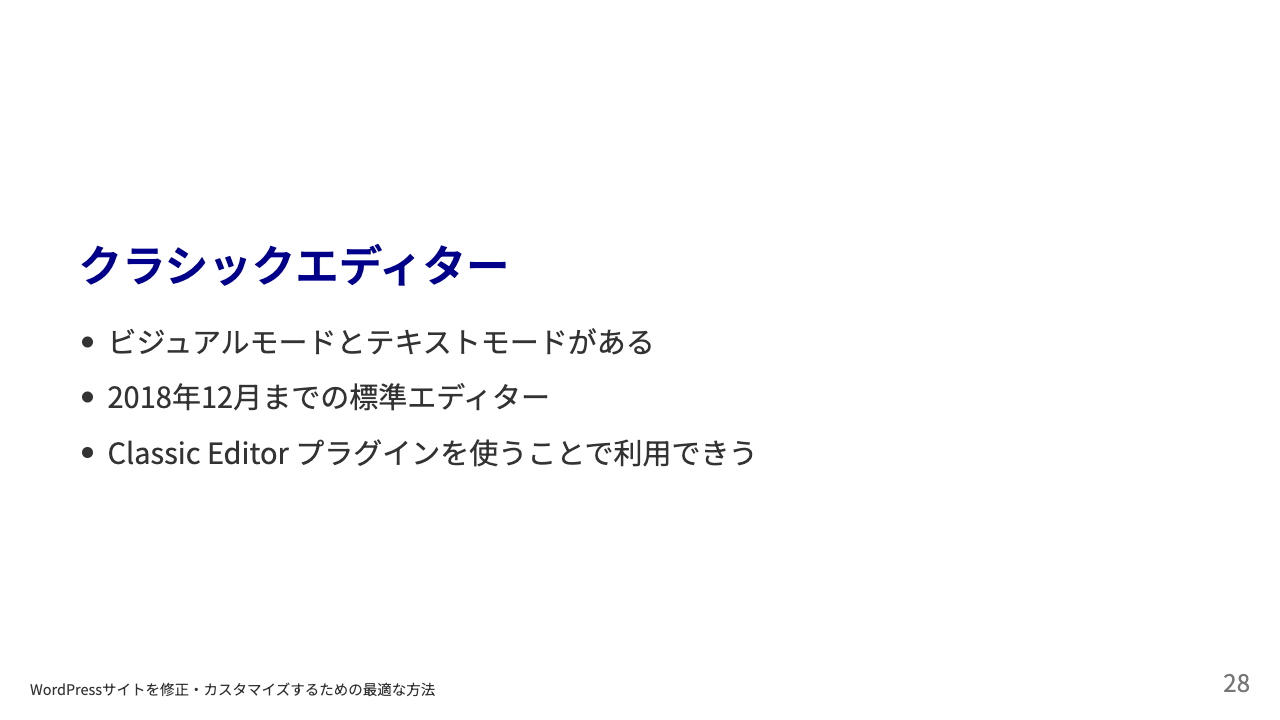 クラシックエディター
• ビジュアルモードとテキストモードがある
• 2018年12月までの標準エディター
• Classic Editor プラグインを使うことで利用できう
WordPressサイトを修正・カスタマイズするための最適な方法
28